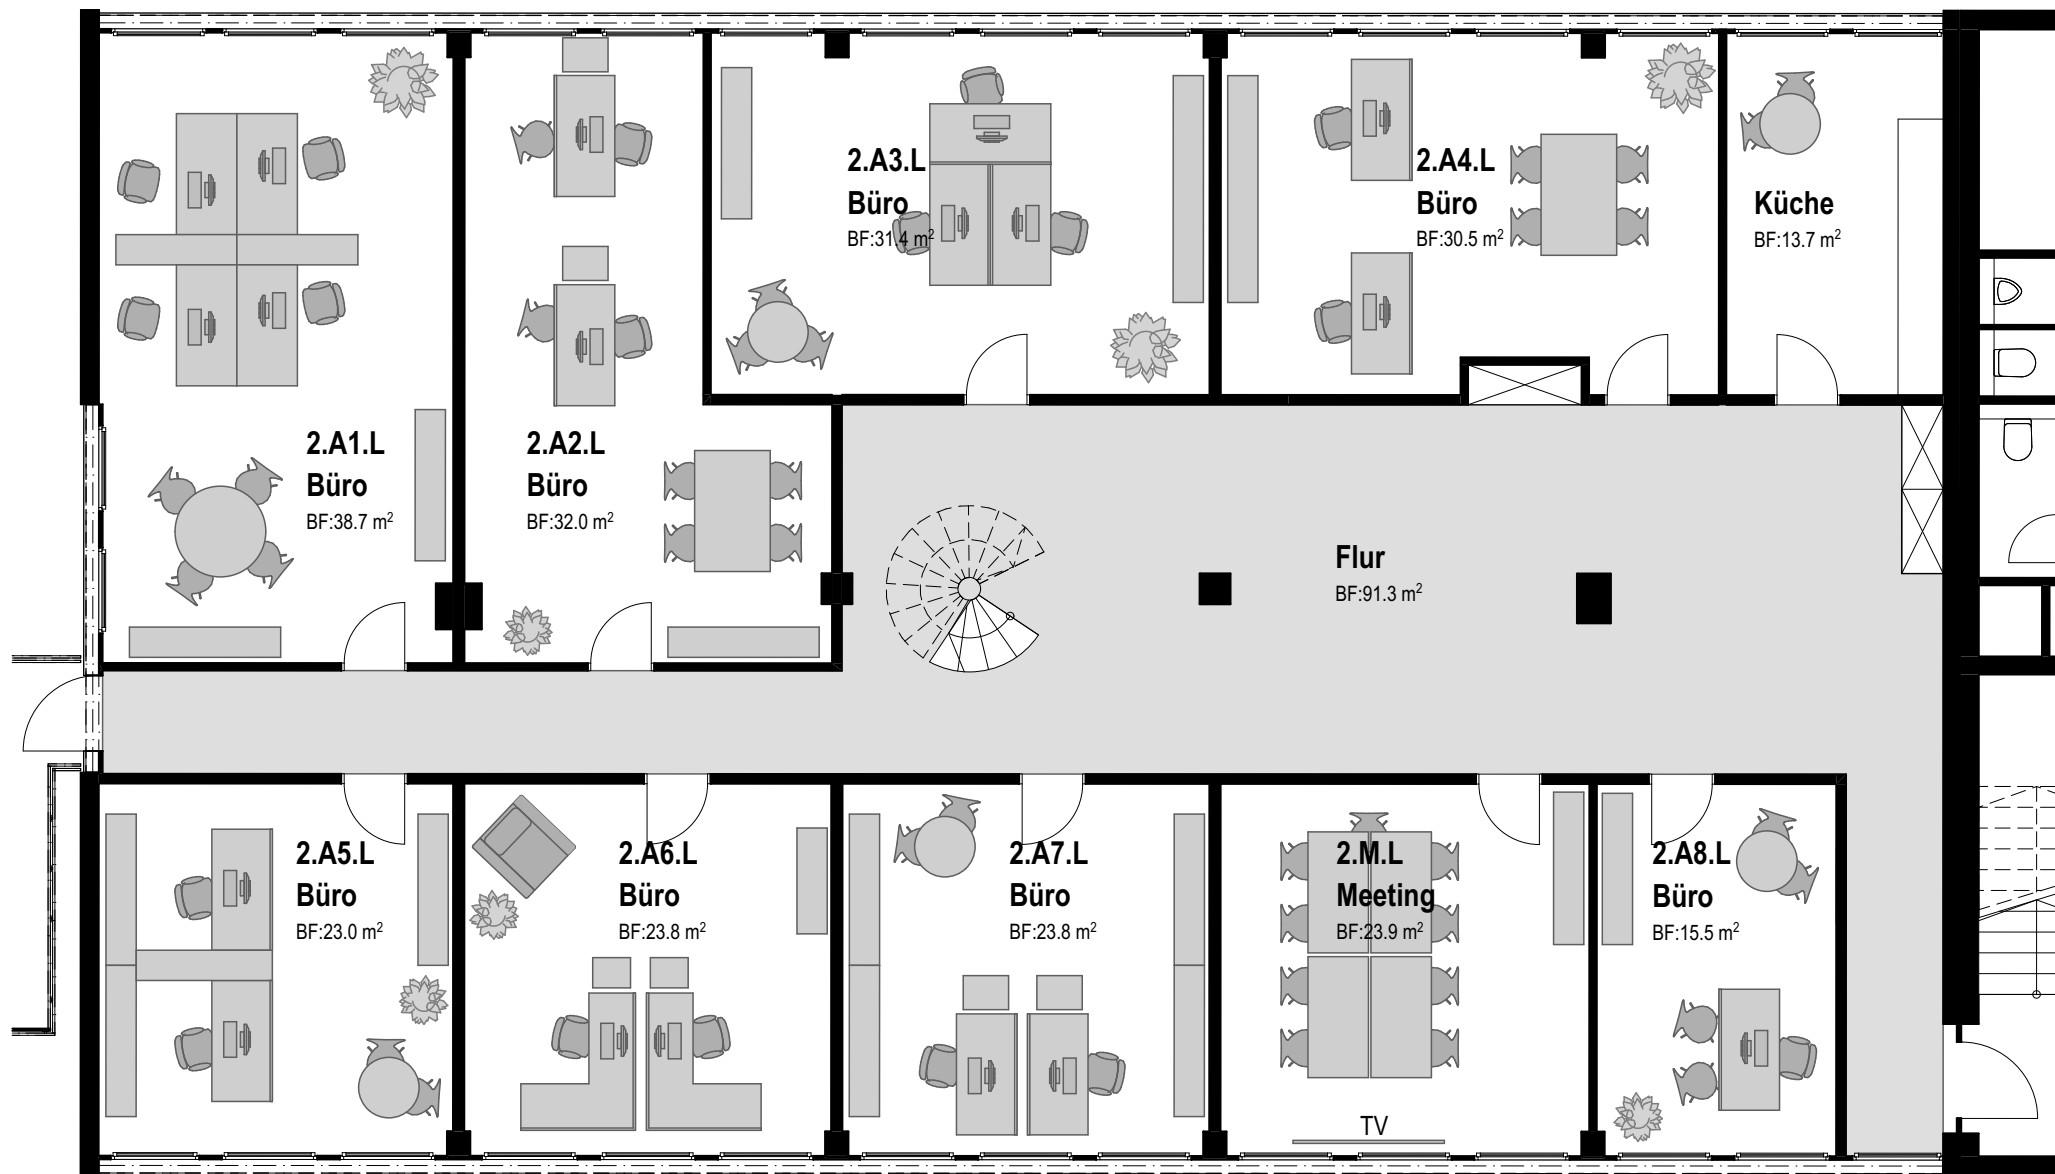 2.A3.L
Büro
BF:31.4 m²
2.A4.L
Büro
BF:30.5 m²
Küche
BF:13.7 m²
2.A1.L
Büro
BF:38.7 m²
2.A2.L
Büro
BF:32.0 m²
Flur
BF:91.3 m²
2.A5.L
Büro
BF:23.0 m²
2.A6.L
Büro
BF:23.8 m²
2.A7.L
Büro
BF:23.8 m²
2.M.L
Meeting
BF:23.9 m²
2.A8.L
Büro
BF:15.5 m²
TV